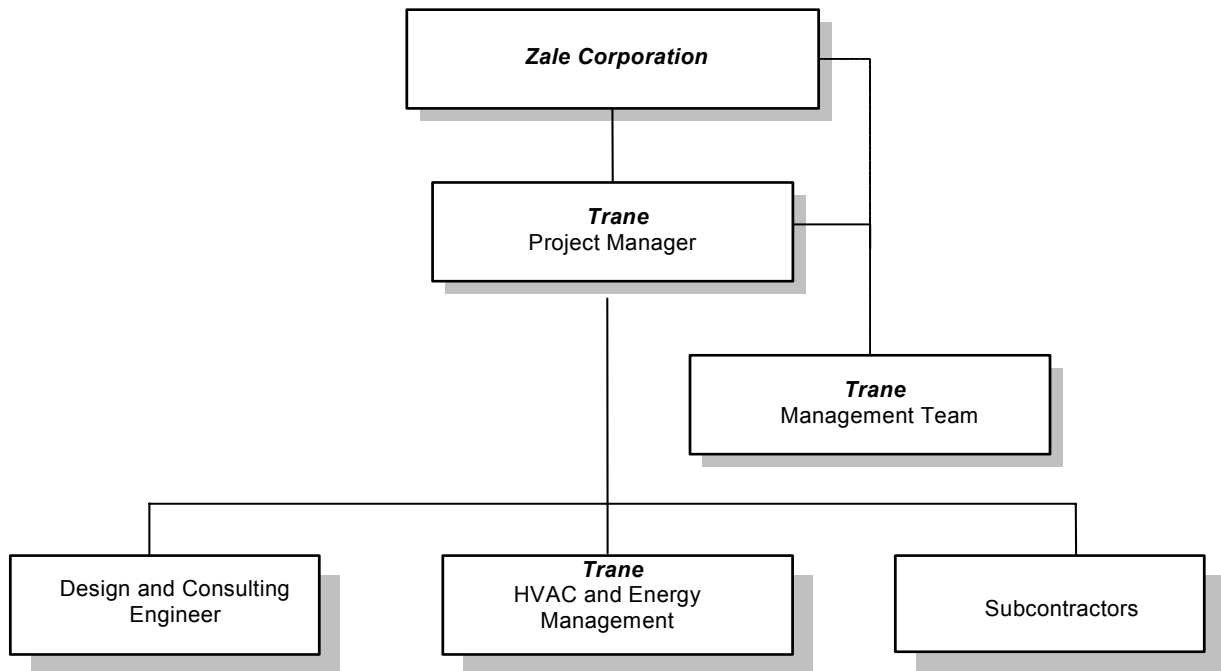 Zale Corporation
Trane
Project Manager
Trane
Management Team
Design and Consulting
Engineer
Trane
HVAC and Energy
Management
Subcontractors